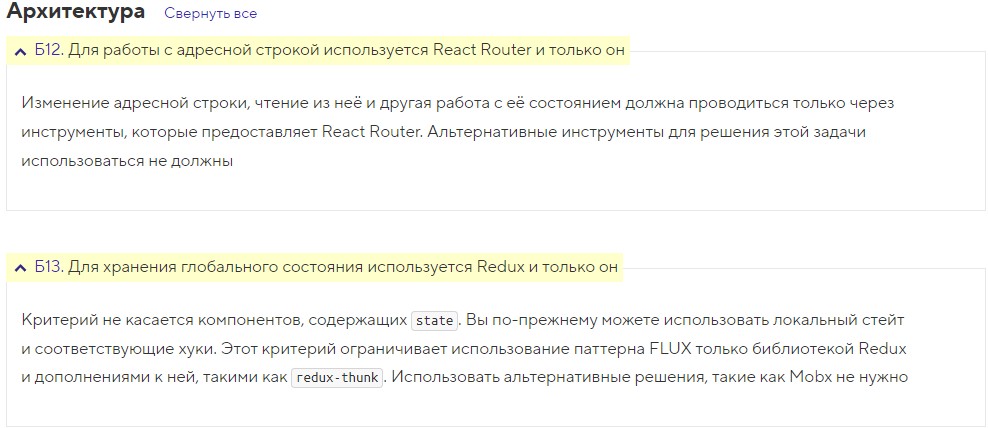 Архитектура Свернуть все
Б12. Для работы с адресной строкой используется React Router и только он
Изменение адресной строки, чтение из неё и другая работа с её состоянием должна проводиться только через
инструменты, которые предоставляет React Router. Альтернативные инструменты для решения этой задачи
использоваться не должны
Б13. Для хранения глобального состояния используется Redux и только он
Критерий не касается компонентов, содержащих state. Вы по-прежнему можете использовать локальный стейт
и соответствующие хуки. Этот критерий ограничивает использование паттерна FLUX только библиотекой Redux
и дополнениями к ней, такими как redux-thunk. Использовать альтернативные решения, такие как Mobx не нужно